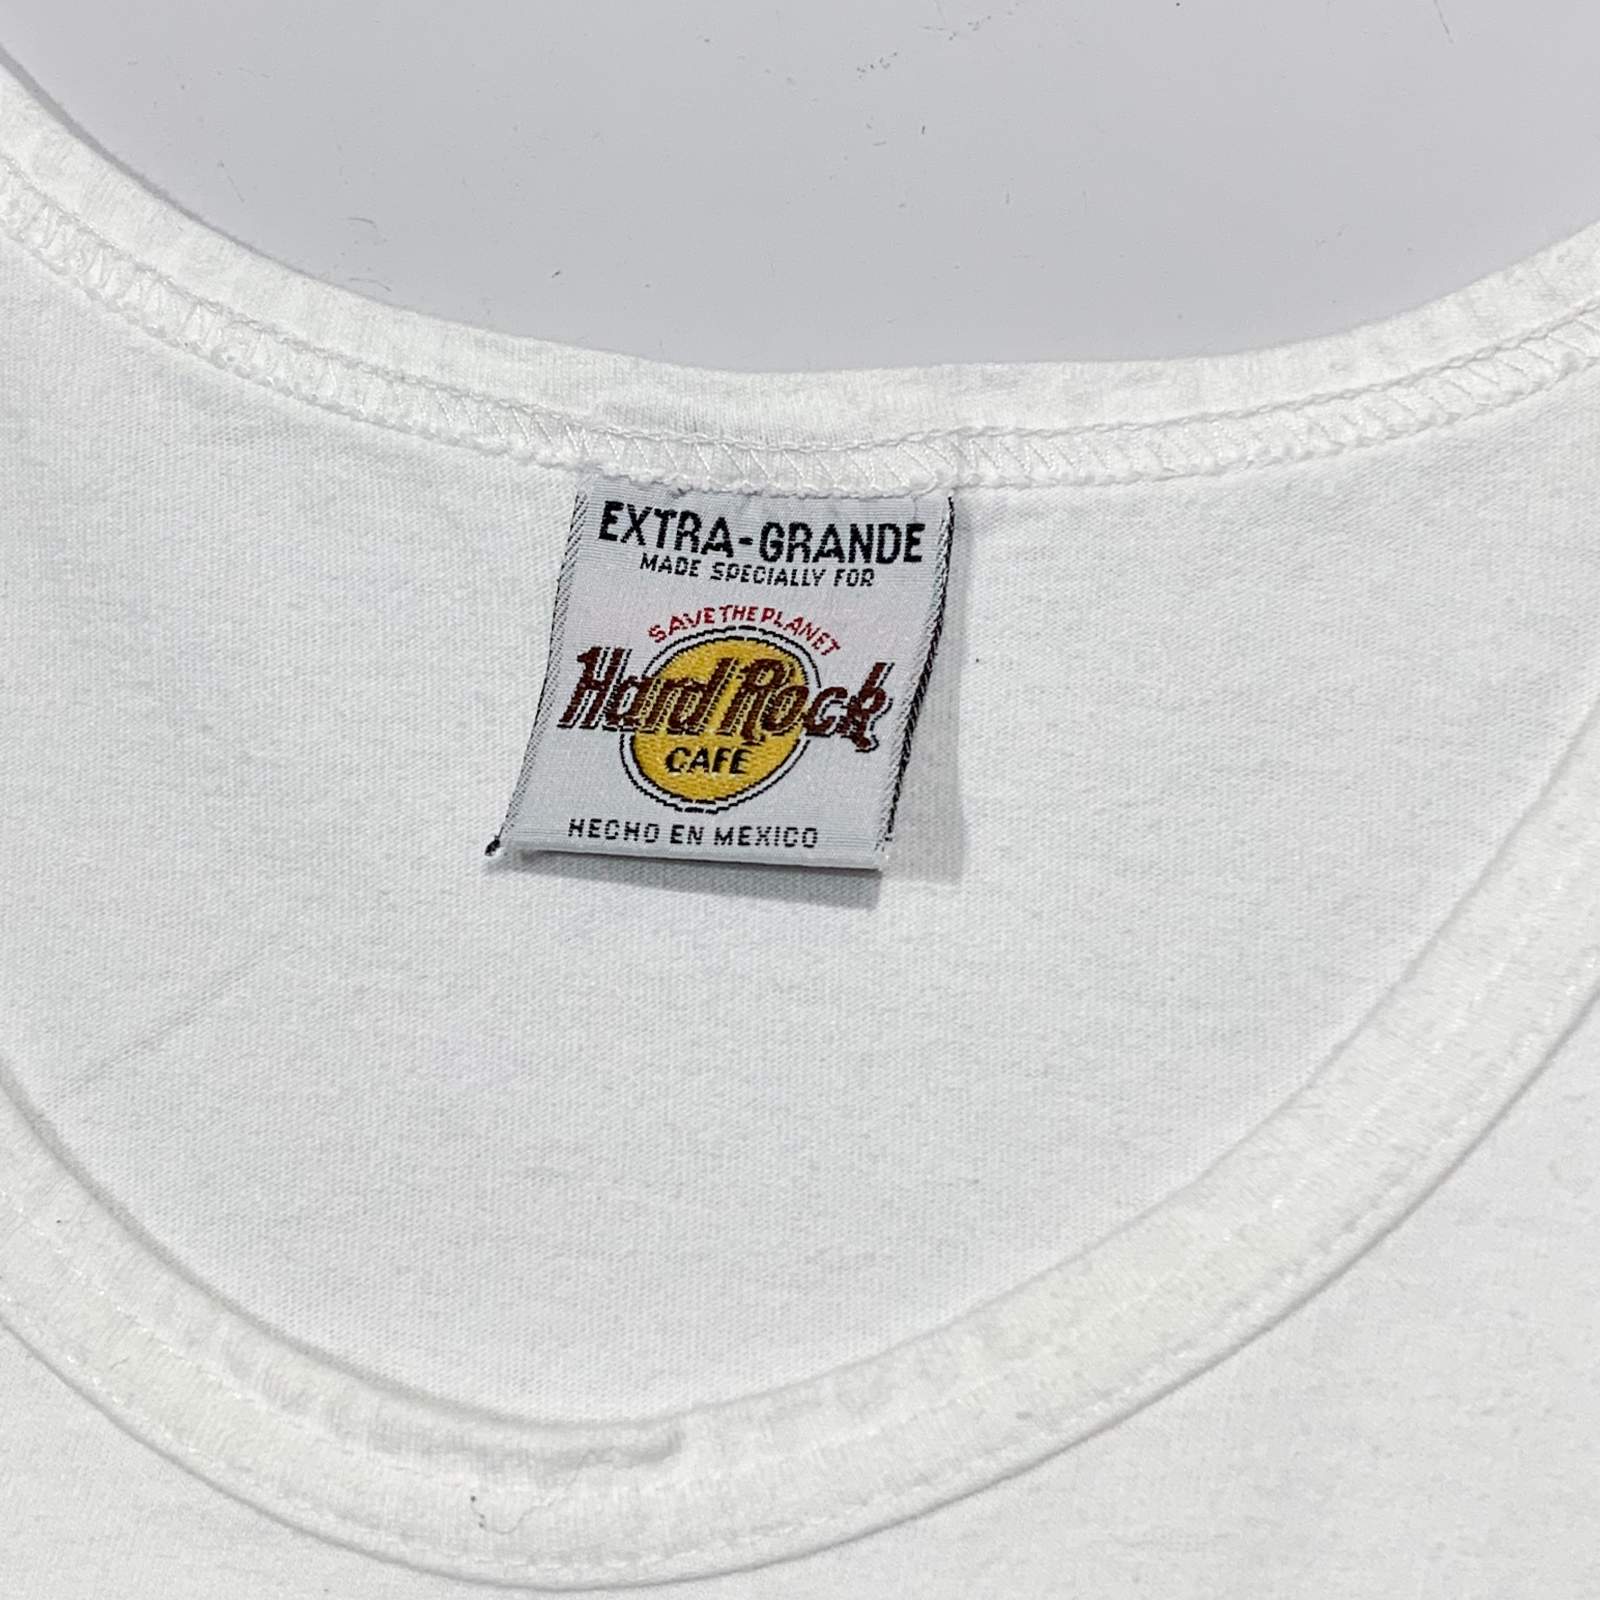 EXTRA-GRANDE
MADE SPECIALLY FOR
SAVE THE PLANET
Hard Rock
CAFE
HECHO EN MEXICO